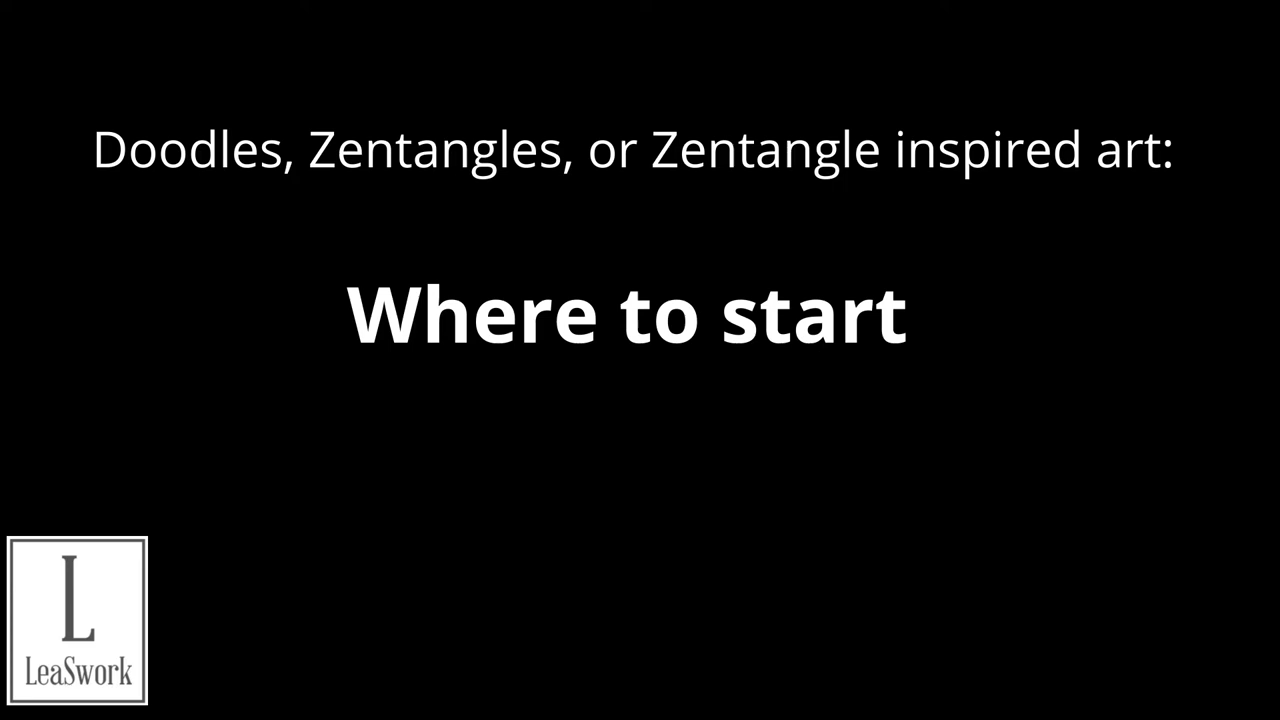 Doodles, Zentangles, or Zentangle inspired art:
Where to start
L
LeaSwork